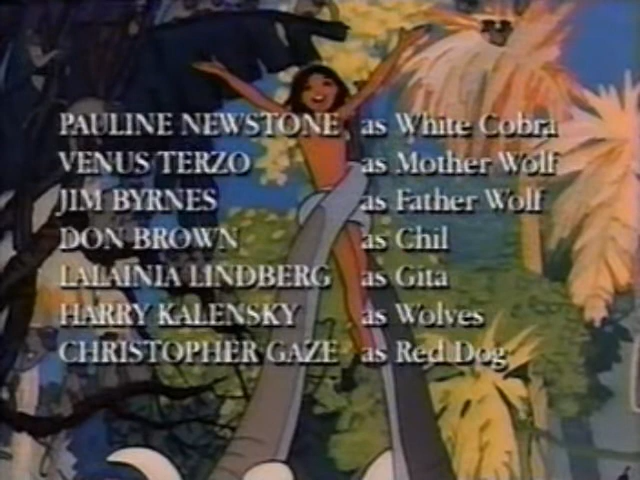 PAULINE NEWSTONE as White Cobra
VENUS TERZO as Mother Wolf
JIM BYRNES as Father Wolf
DON BROWN as Chil
LALAINIA LINDBERG as Gita
HARRY KALENSKY as Wolves
CHRISTOPHER GAZE as Red Dog